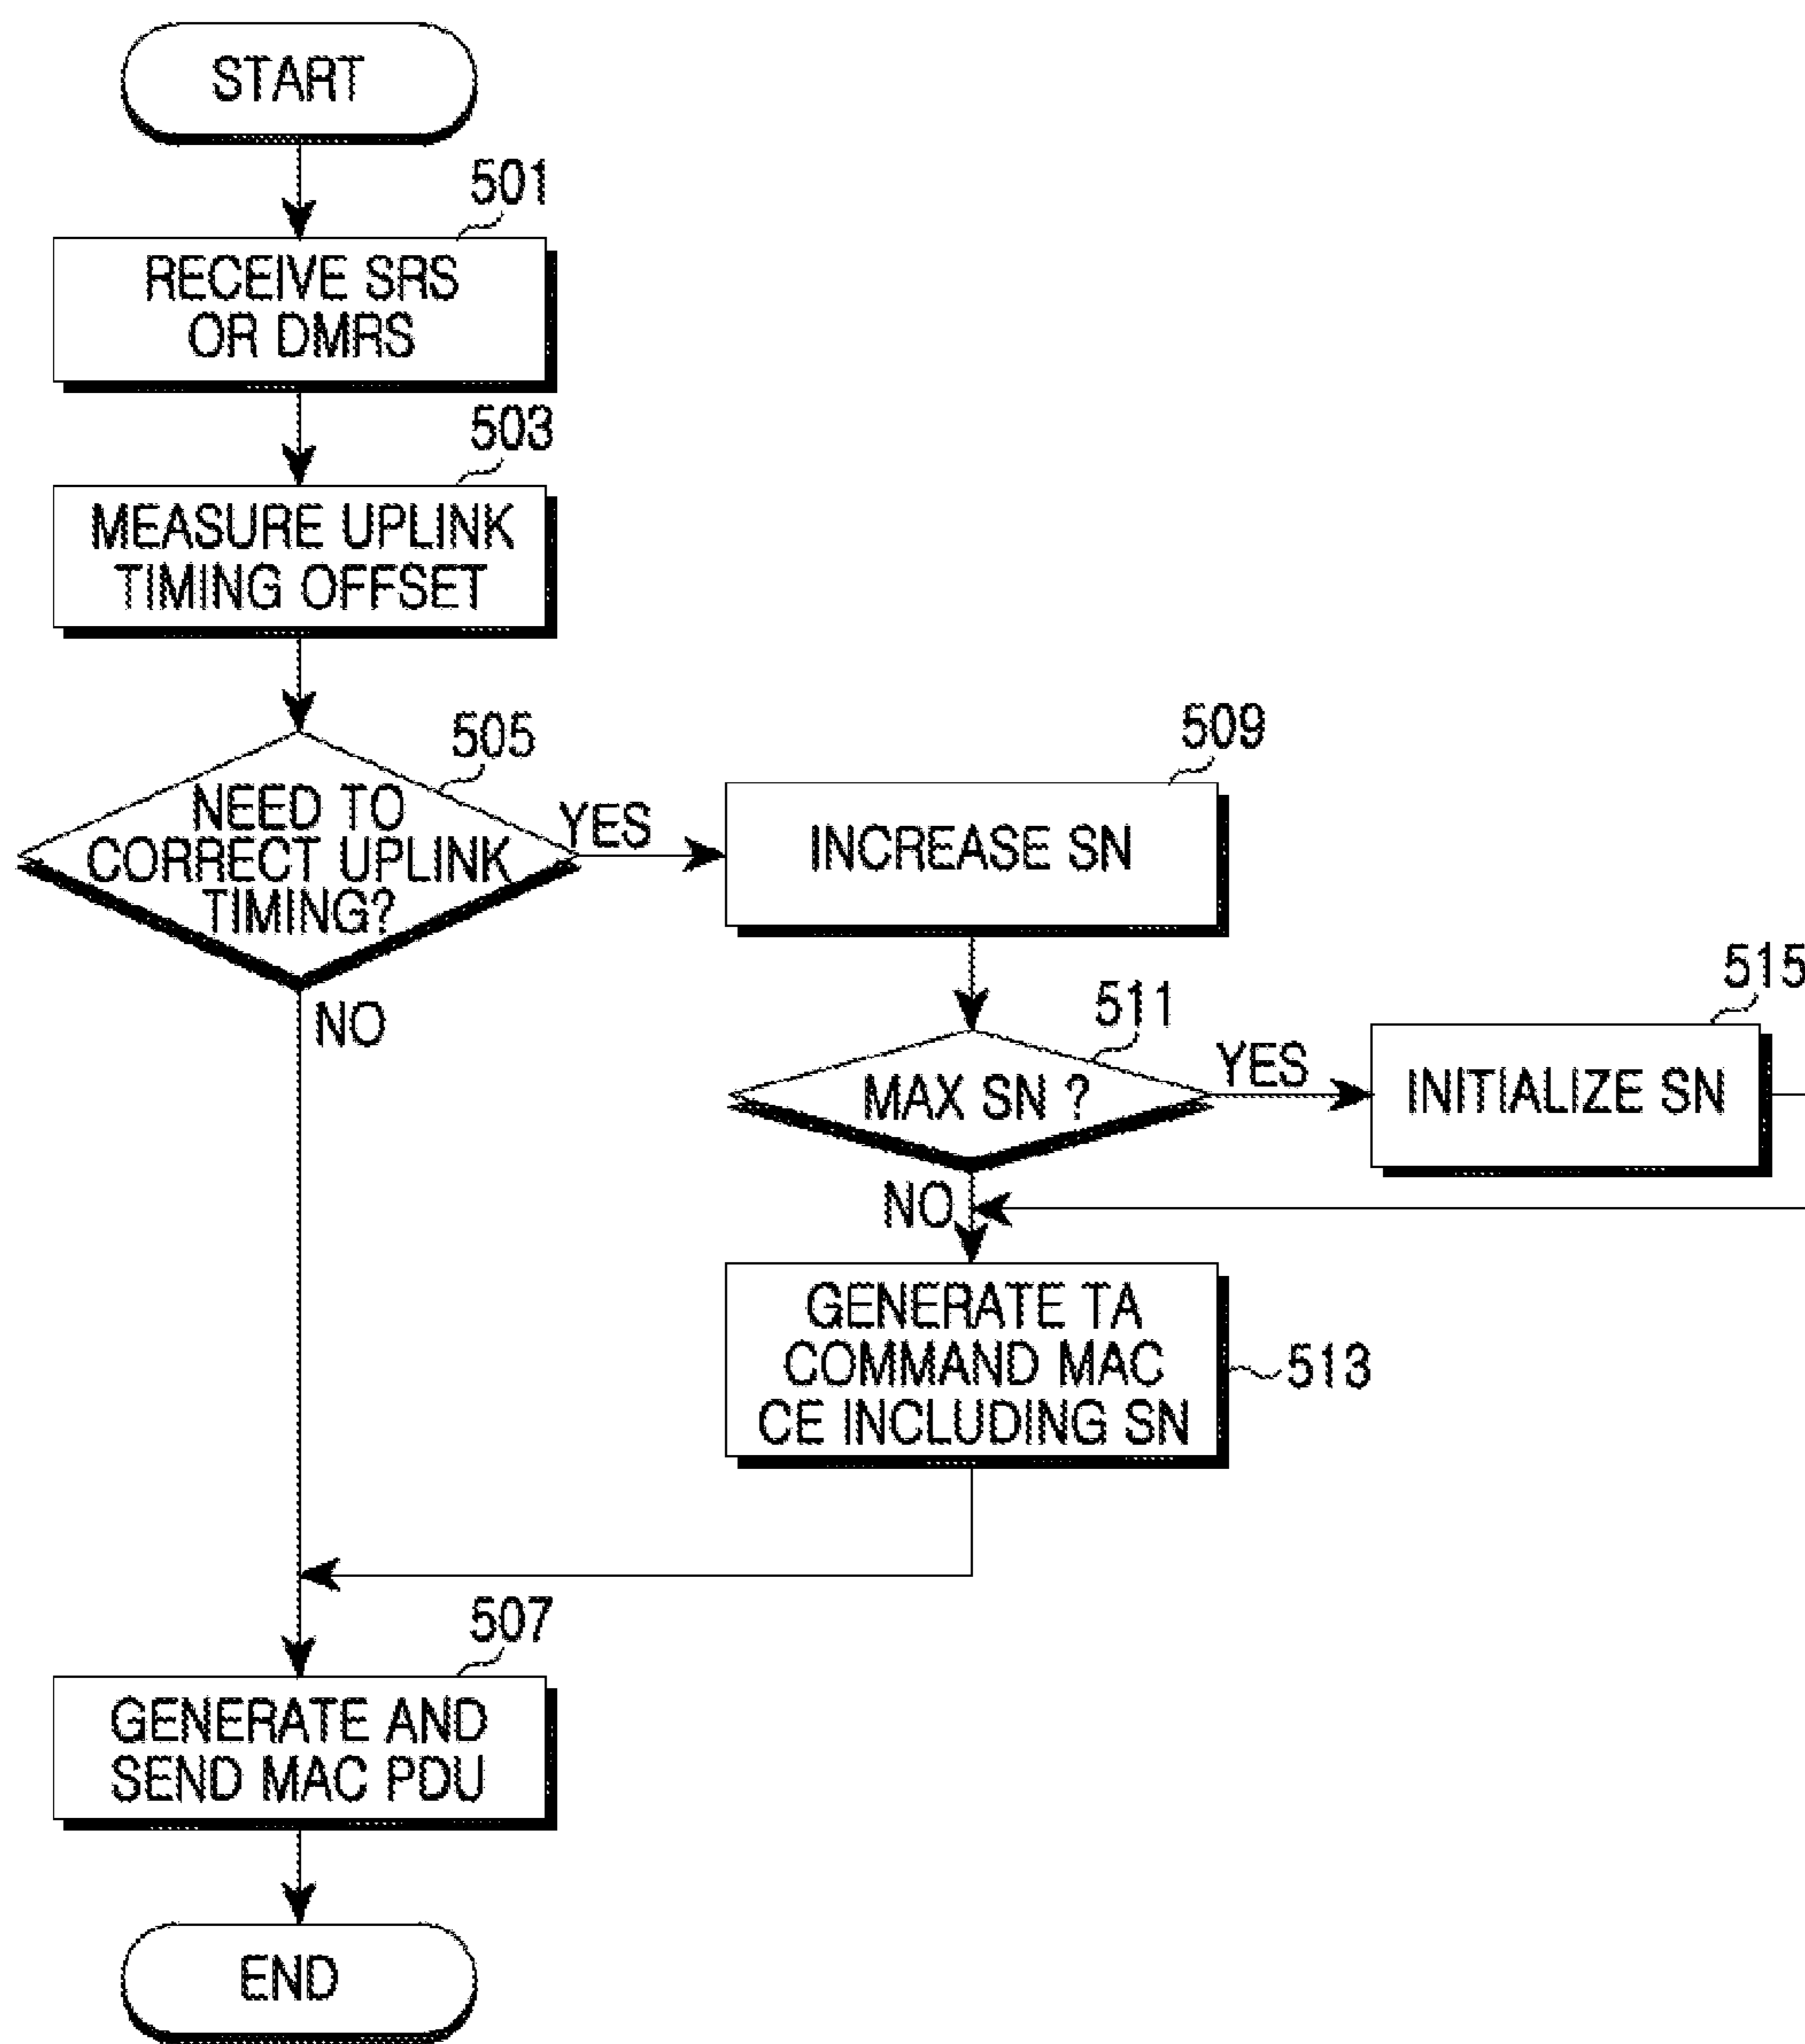 START
501
RECEIVE SRS
OR DMRS
503
MEASURE UPLINK
TIMING OFFSET
505
NEED TO
CORRECT UPLINK
TIMING?
YES
NO
509
INCREASE SN
511
MAX SN ?
YES
NO
515
INITIALIZE SN
GENERATE TA
COMMAND MAC
CE INCLUDING SN
513
507
GENERATE AND
SEND MAC PDU
END